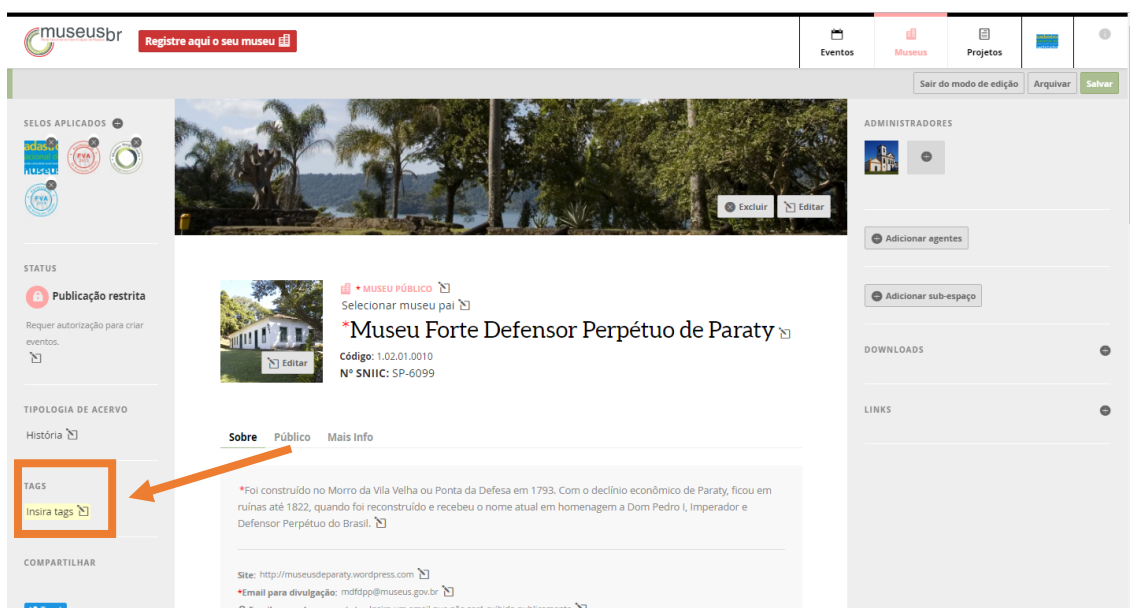 museusbr
Registre aqui o seu museu
Eventos
Museus
Projetos
Sair do modo de edição
Arquivar
Salvar
SELOS APLICADOS
FVA
FVA
STATUS
Publicação restrita
Requer autorização para criar
eventos.
TIPOLOGIA DE ACERVO
História
TAGS
Insira tags
COMPARTILHAR
Excluir
Editar
Editar
* MUSEU PÚBLICO
Selecionar museu pai
*Museu Forte Defensor Perpétuo de Paraty
Código: 1.02.01.0010
Nº SNIIC: SP-6099
Sobre
Público
Mais Info
*Foi construído no Morro da Vila Velha ou Ponta da Defesa em 1793. Com o declínio econômico de Paraty, ficou em
ruínas até 1822, quando foi reconstruído e recebeu o nome atual em homenagem a Dom Pedro I, Imperador e
Defensor Perpétuo do Brasil.
Site: http://museusdeparaty.wordpress.com
*Email para divulgação: mdfdpp@museus.gov.br
ADMINISTRADORES
Adicionar agentes
Adicionar sub-espaço
DOWNLOADS
LINKS